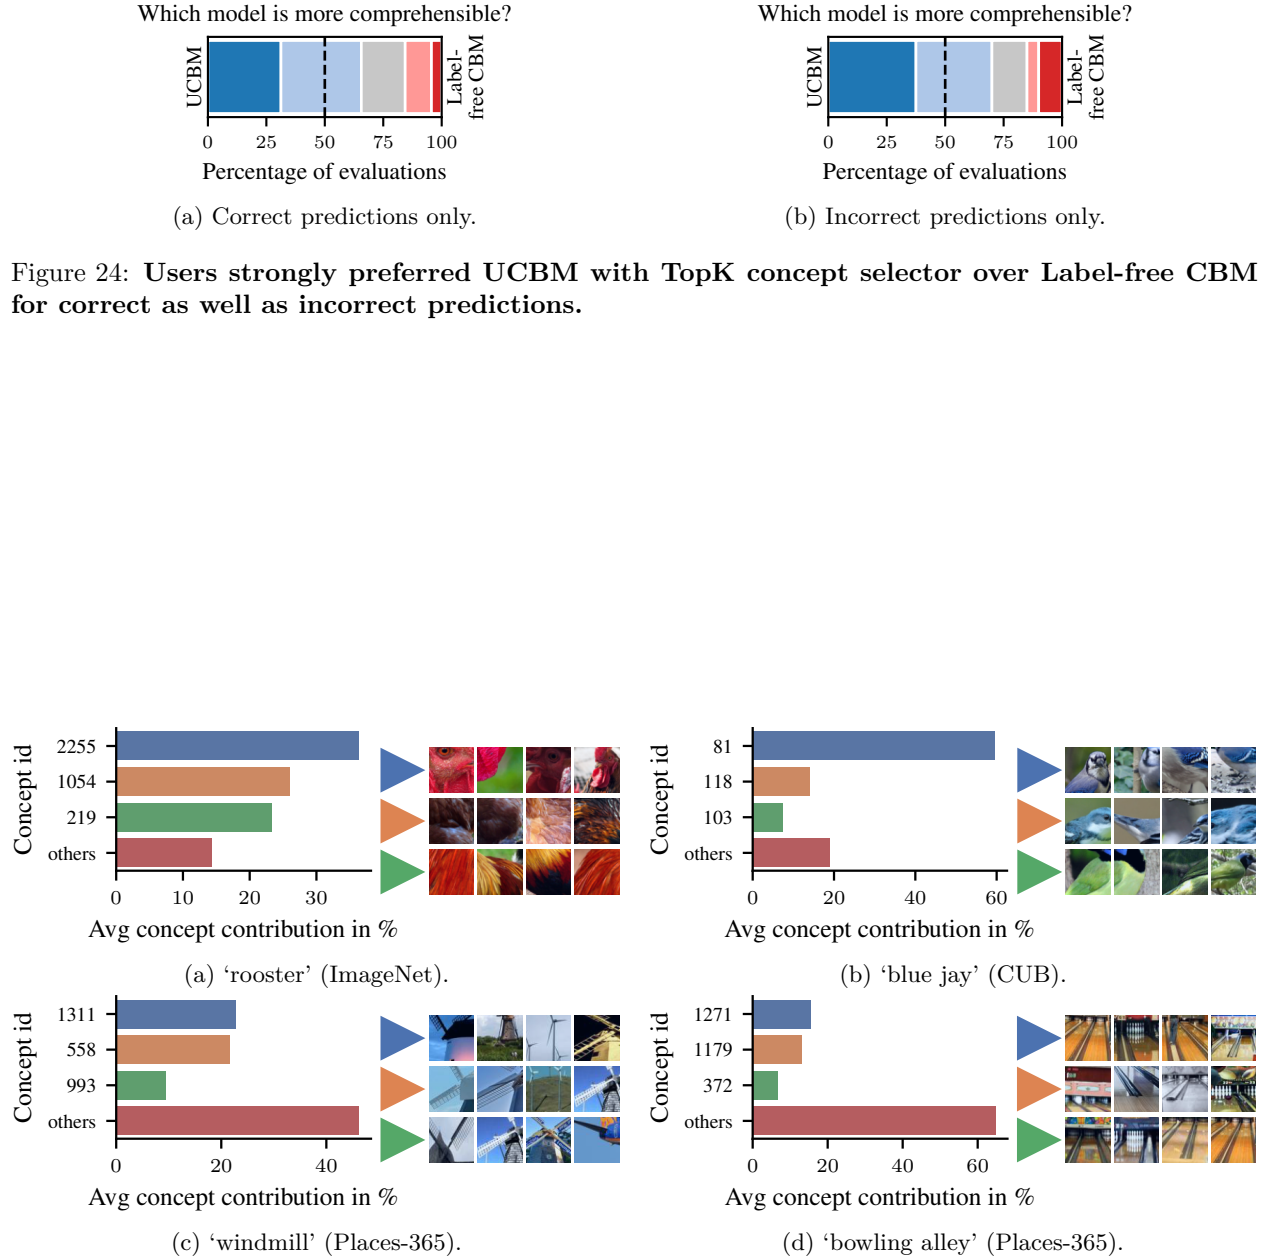 Which model is more comprehensible?
UCBM
Label-
free CBM
0 25 50 75 100
Percentage of evaluations
(a) Correct predictions only.
Which model is more comprehensible?
UCBM
Label-
free CBM
0 25 50 75 100
Percentage of evaluations
(b) Incorrect predictions only.
Figure 24: Users strongly preferred UCBM with TopK concept selector over Label-free CBM
for correct as well as incorrect predictions.
Concept id
2255
1054
219
others
0 10 20 30
Avg concept contribution in %
(a) ‘rooster’ (ImageNet).
Concept id
81
118
103
others
0 20 40 60
Avg concept contribution in %
(b) ‘blue jay’ (CUB).
Concept id
1311
558
993
others
0 20 40
Avg concept contribution in %
(c) ‘windmill’ (Places-365).
Concept id
1271
1179
372
others
0 20 40 60
Avg concept contribution in %
(d) ‘bowling alley’ (Places-365).